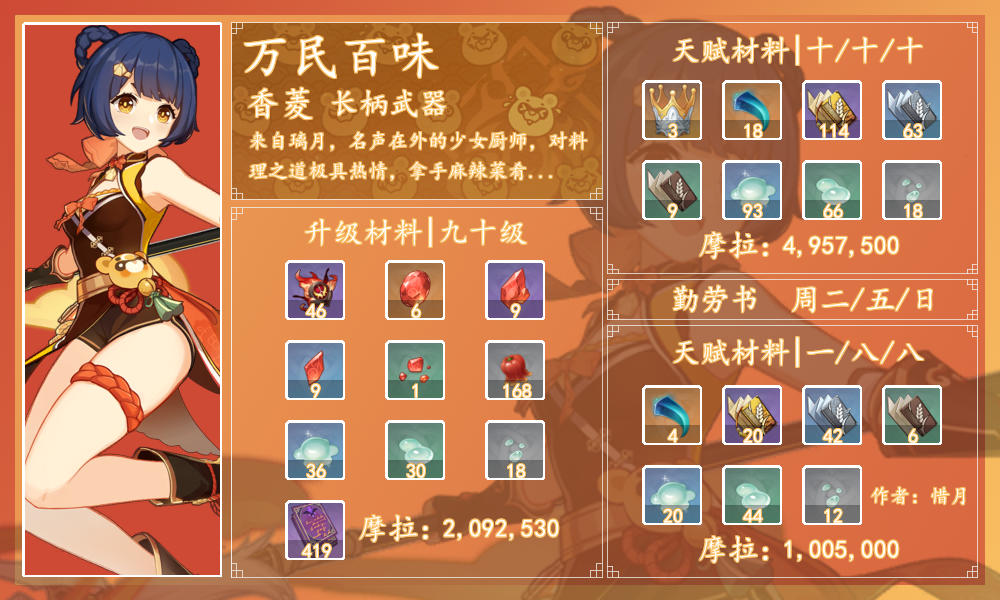 万民百味
香菱 长柄武器
来自璃月，名声在外的少女厨师，对料
理之道极具热情，拿手麻辣菜肴...
升级材料|九十级
46 6 9
9 1 168
36 30 18
419 摩拉：2,092,530
天赋材料|十/十/十
3 18 114 63
9 93 66 18
摩拉：4,957,500
勤劳书 周二/五/日
天赋材料|一/八/八
4 20 42 6
20 44 12 作者：惜月
摩拉：1,005,000